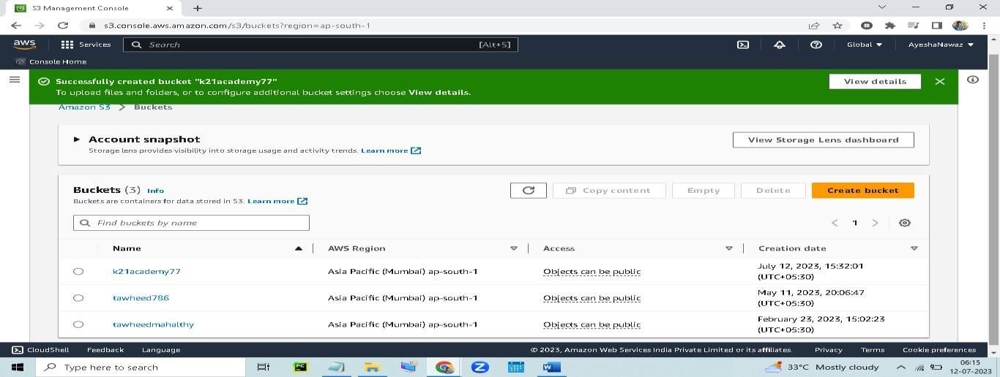 S3 Management Console
s3.console.aws.amazon.com/s3/buckets?region=ap-south-1
aws Services Search [Alt+S] Global AyeshaNawaz
Console Home
Successfully created bucket "k21academy77"
To upload files and folders, or to configure additional bucket settings choose View details.
View details
Amazon S3 > Buckets
Account snapshot
Storage lens provides visibility into storage usage and activity trends. Learn more
View Storage Lens dashboard
Buckets (3) Info
Buckets are containers for data stored in S3. Learn more
Copy content Empty Delete Create bucket
Find buckets by name
< 1 >
Name AWS Region Access Creation date
k21academy77 Asia Pacific (Mumbai) ap-south-1 Objects can be public July 12, 2023, 15:32:01
(UTC+05:30)
tawheed786 Asia Pacific (Mumbai) ap-south-1 Objects can be public May 11, 2023, 20:06:47
(UTC+05:30)
tawheedmahalthy Asia Pacific (Mumbai) ap-south-1 Objects can be public February 23, 2023, 15:02:23
(UTC+05:30)
CloudShell Feedback Language © 2023, Amazon Web Services India Private Limited or its affiliates. Privacy Terms Cookie preferences
Type here to search 33°C Mostly cloudy 06:15
12-07-2023